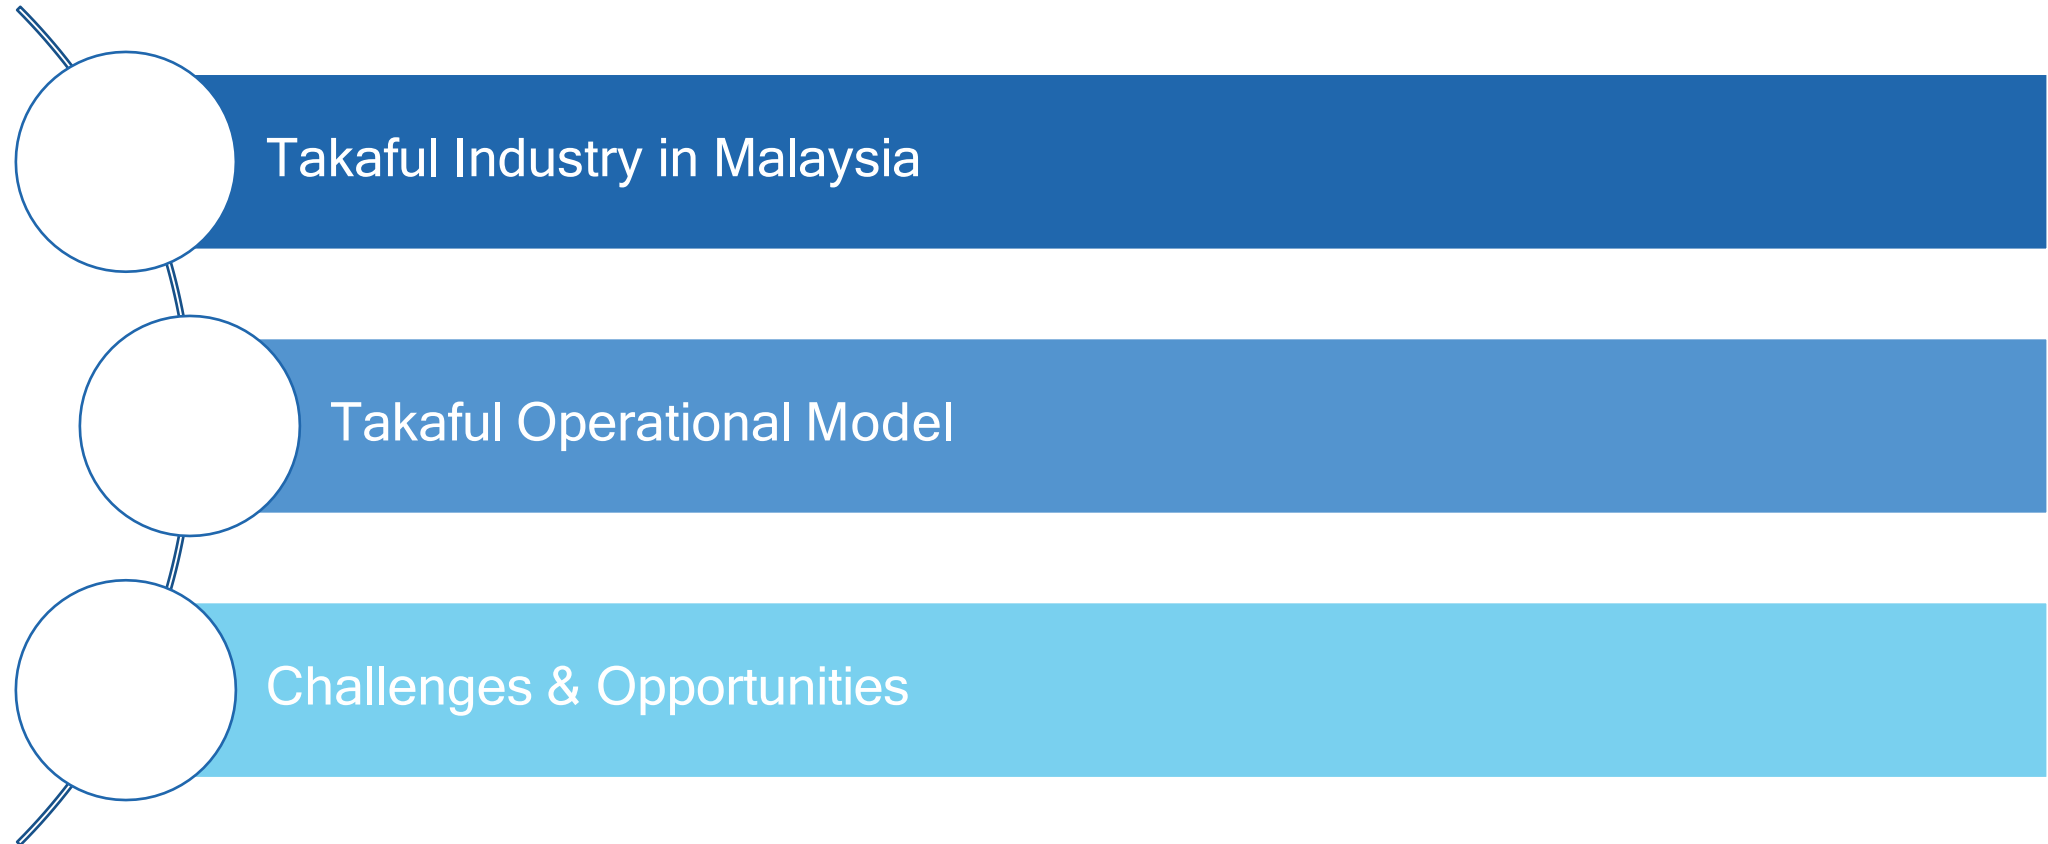 Takaful Industry in Malaysia
Takaful Operational Model
Challenges & Opportunities